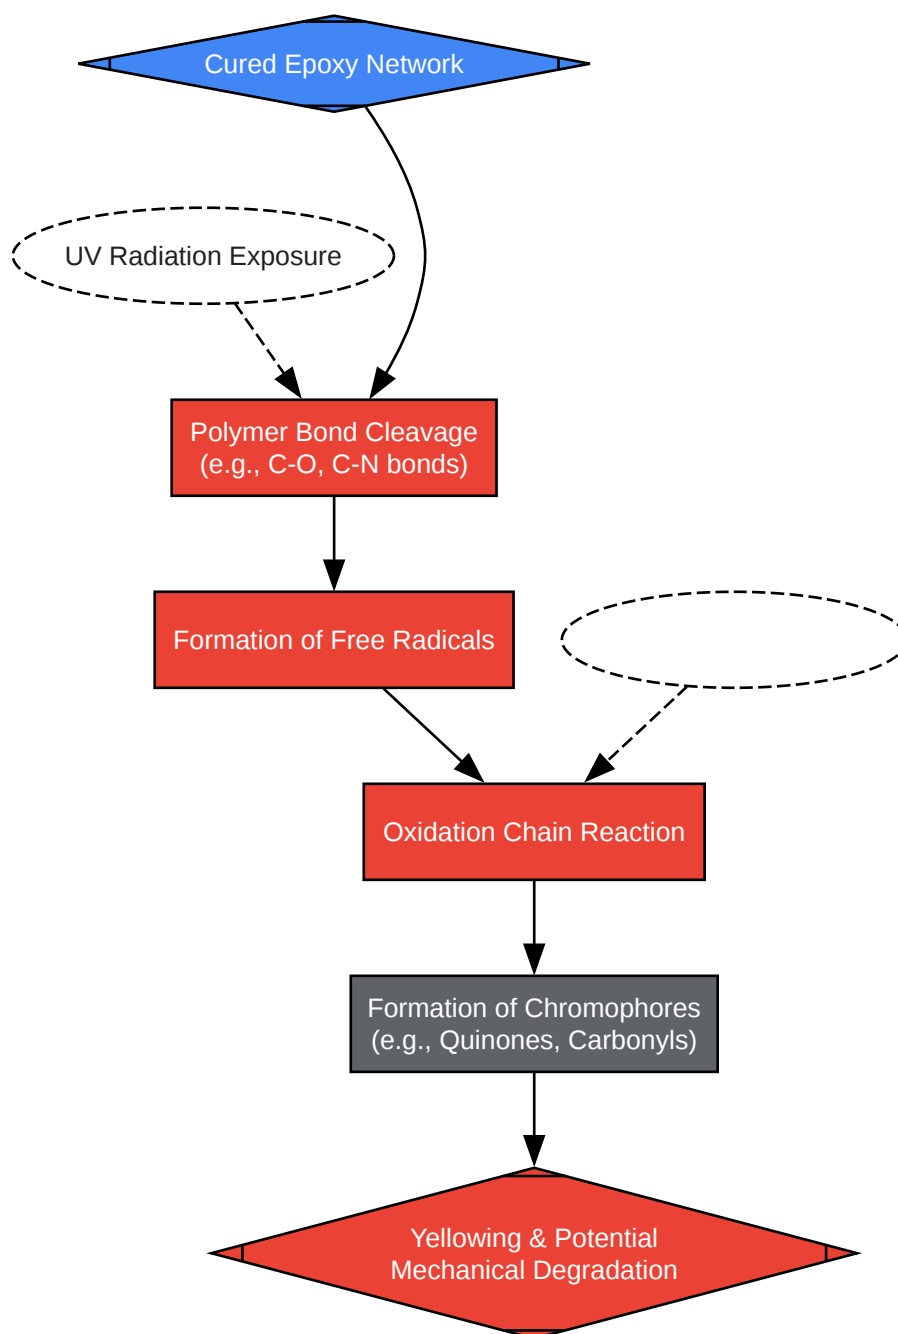 Cured Epoxy Network
UV Radiation Exposure
Polymer Bond Cleavage
(e.g., C-O, C-N bonds)
Formation of Free Radicals
Oxidation Chain Reaction
Formation of Chromophores
(e.g., Quinones, Carbonyls)
Yellowing & Potential
Mechanical Degradation